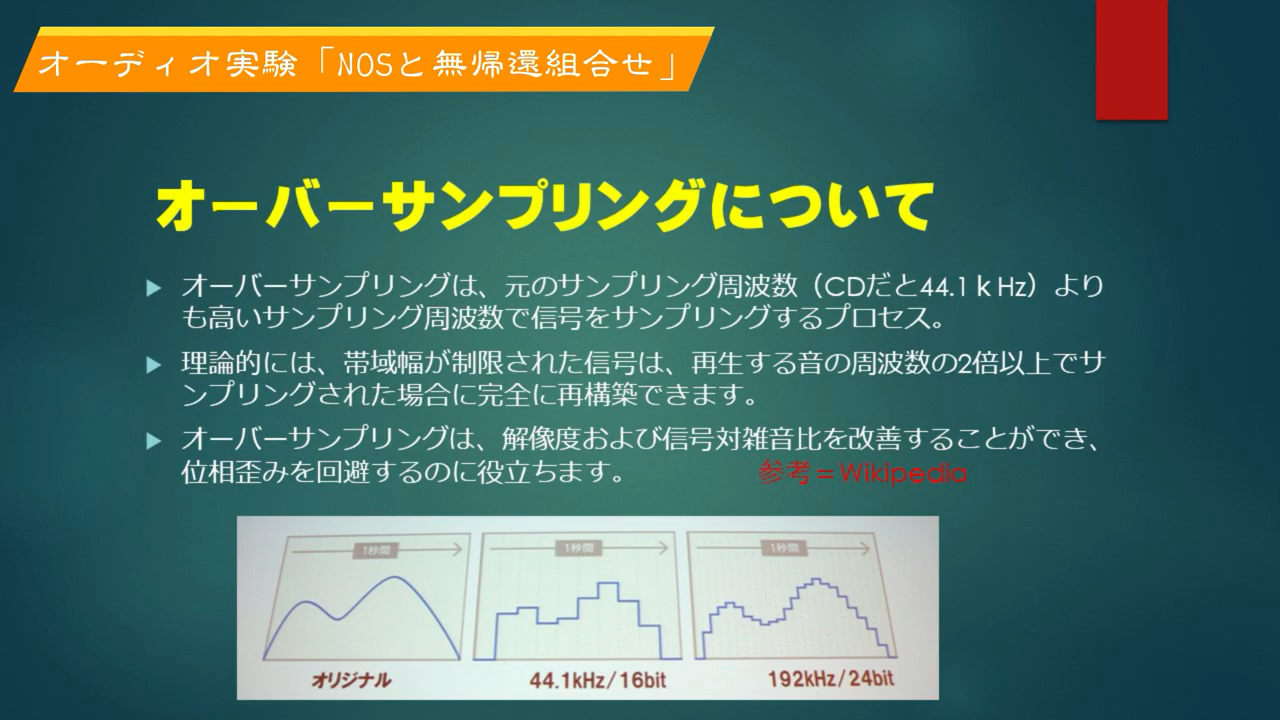 オーディオ実験「NOSと無帰還組合せ」
オーバーサンプリングについて
オーバーサンプリングは、元のサンプリング周波数（CDだと44.1ｋHz）より
も高いサンプリング周波数で信号をサンプリングするプロセス。
理論的には、帯域幅が制限された信号は、再生する音の周波数の2倍以上でサ
ンプリングされた場合に完全に再構築できます。
オーバーサンプリングは、解像度および信号対雑音比を改善することができ、
位相歪みを回避するのに役立ちます。 参考＝Wikipedia
1秒間 1秒間 1秒間
オリジナル 44.1kHz/16bit 192kHz/24bit